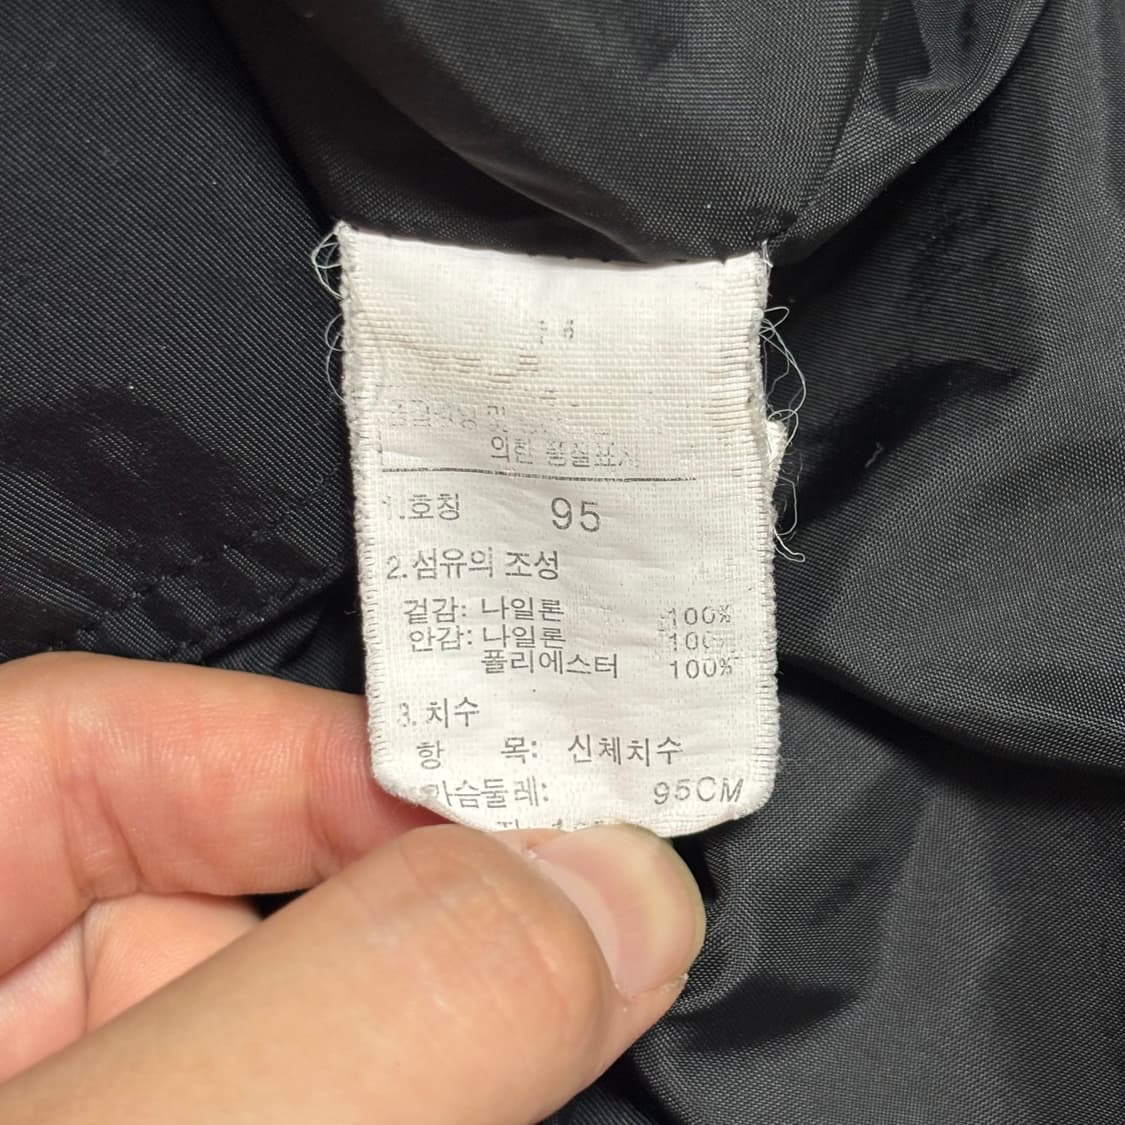 의한 품질표시
1.호칭 95
2.섬유의 조성
겉감: 나일론 100%
안감: 나일론 100%
폴리에스터 100%
3.치수
항 목: 신체치수
가슴둘레: 95CM